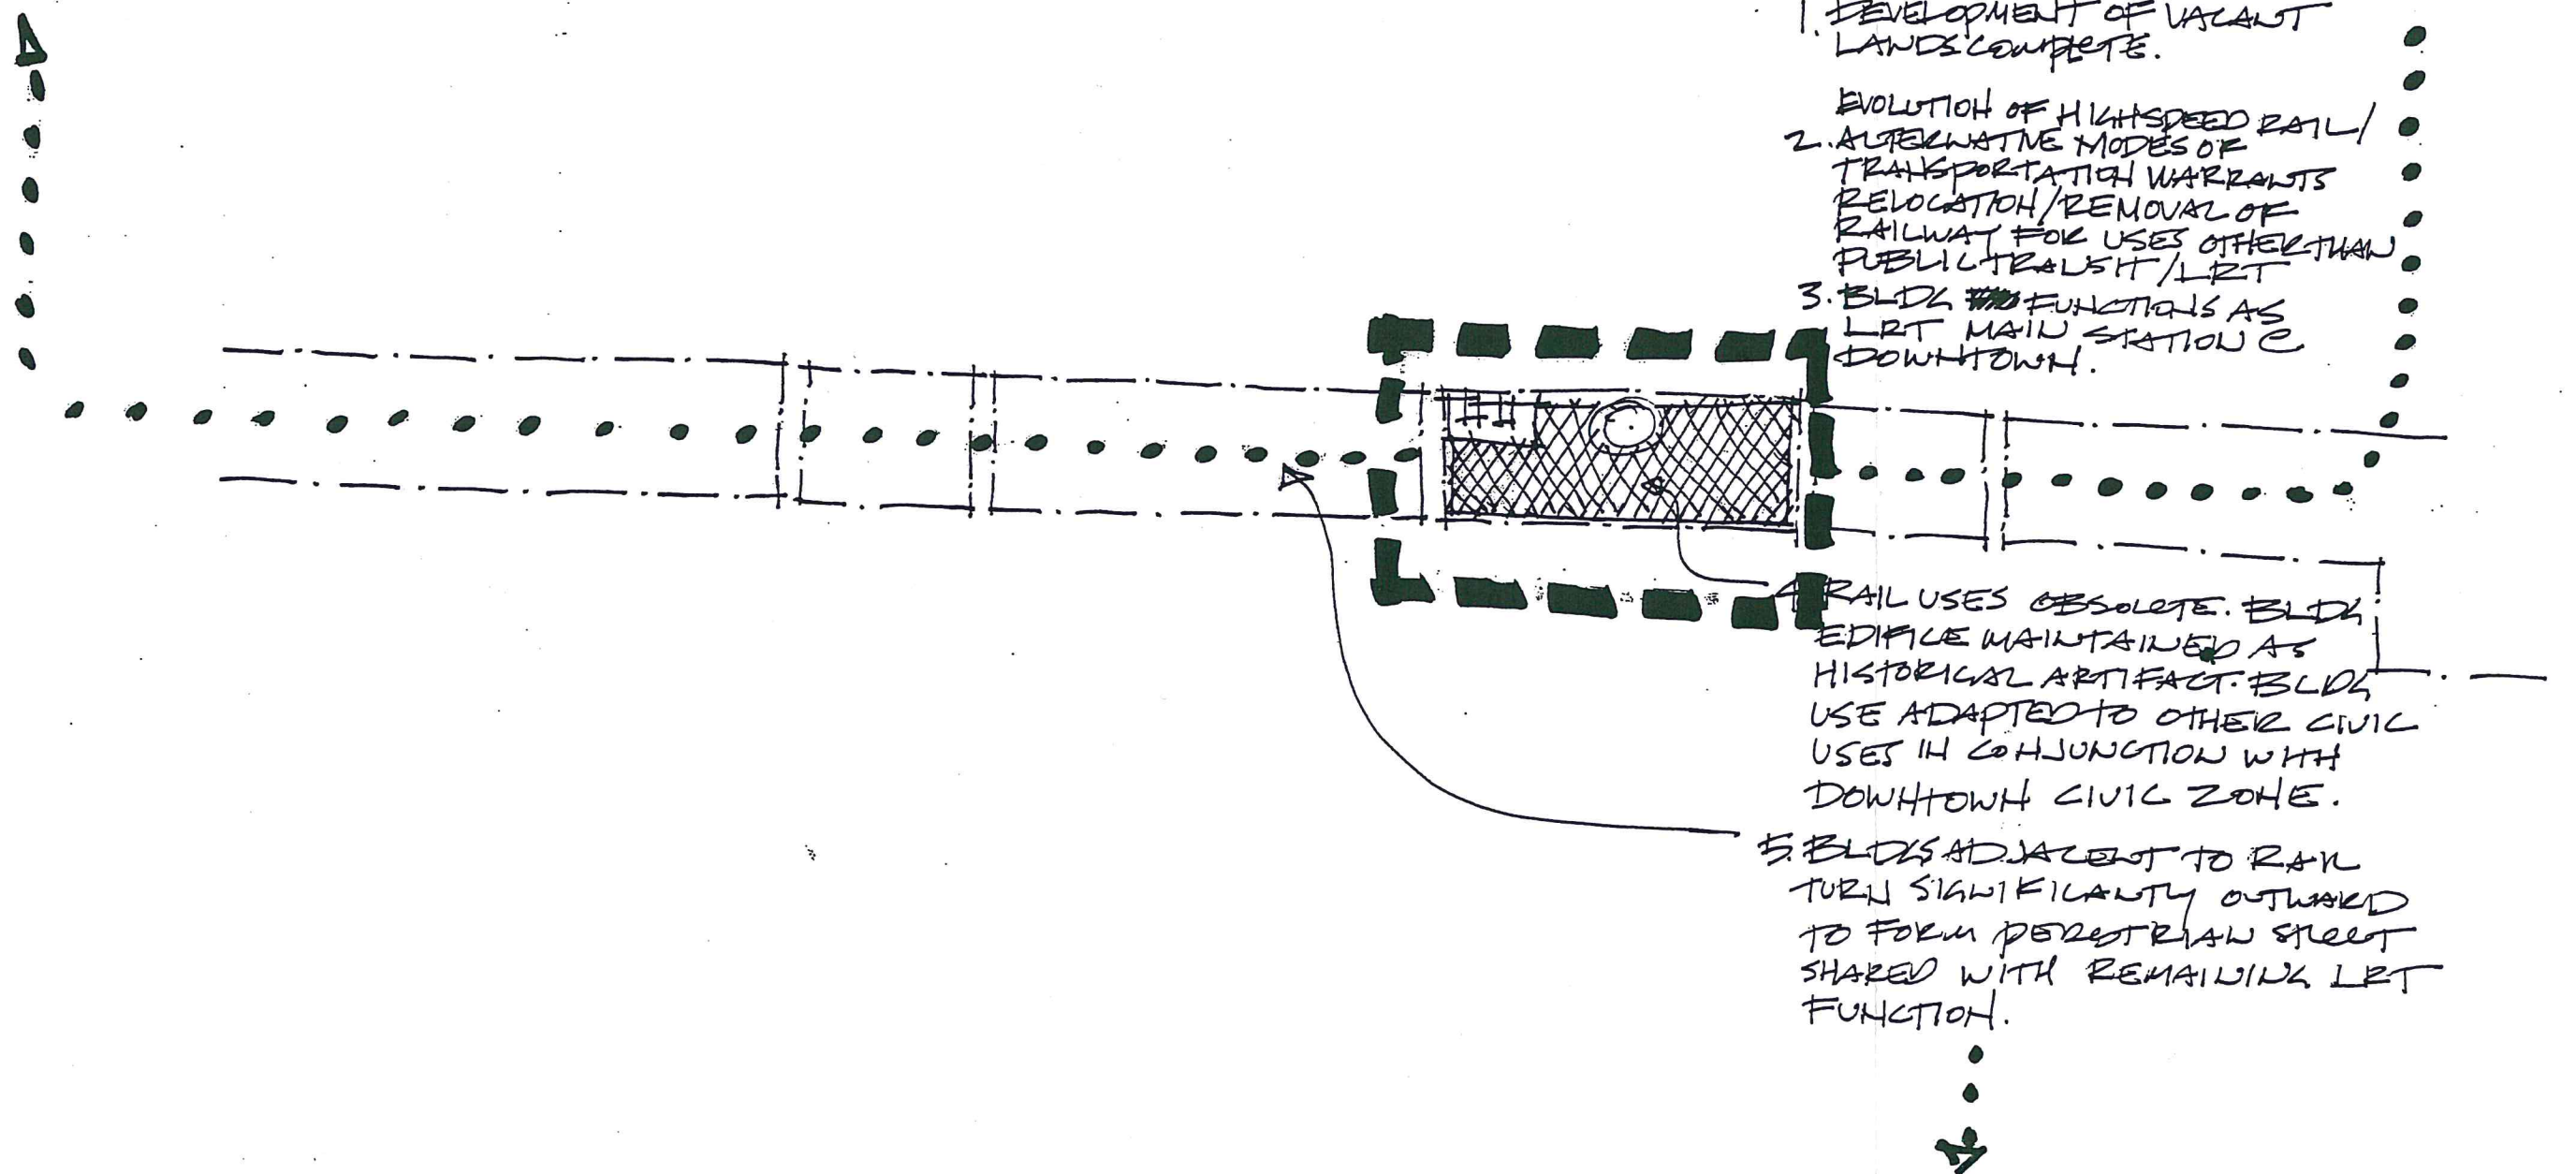 1. DEVELOPMENT OF VACANT
LANDS COMPLETE.
EVOLUTION OF HIGHSPEED RAIL/
2. ALTERNATIVE MODES OF
TRANSPORTATION WARRANTS
RELOCATION/REMOVAL OF
RAILWAY FOR USES OTHER THAN
PUBLIC TRANSIT/LRT
3. BLDG FUNCTIONS AS
LRT MAIN STATION @
DOWNTOWN.
4. RAIL USES OBSOLETE. BLDG
EDIFICE MAINTAINED AS
HISTORICAL ARTIFACT. BLDG
USE ADAPTED TO OTHER CIVIC
USES IN CONJUNCTION WITH
DOWNTOWN CIVIC ZONE.
5. BLDGS ADJACENT TO RAIL
TURN SIGNIFICANTLY OUTWARD
TO FORM PEDESTRIAN STREET
SHARED WITH REMAINING LRT
FUNCTION.